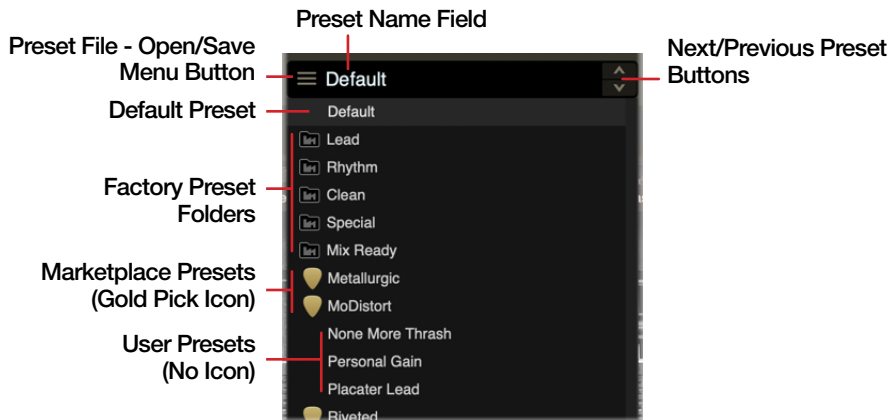 Preset Name Field
Preset File - Open/Save
Menu Button
Next/Previous Preset
Buttons
Default
Default Preset
Default
Factory Preset
Folders
Lead
Rhythm
Clean
Special
Mix Ready
Marketplace Presets
(Gold Pick Icon)
Metallurgic
MoDistort
User Presets
(No Icon)
None More Thrash
Personal Gain
Placater Lead
Riveted